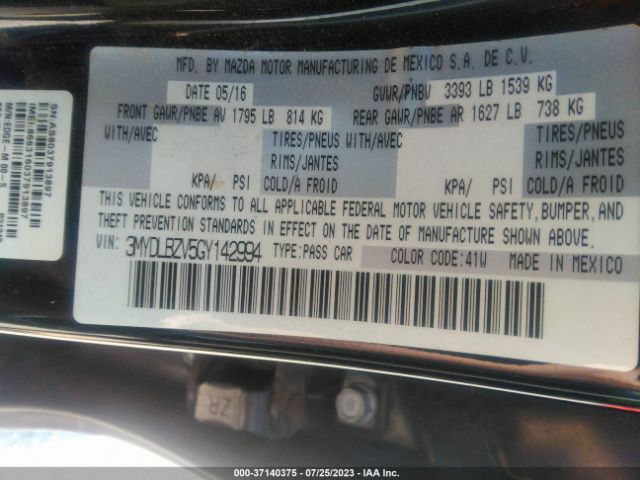 MFD. BY MAZDA MOTOR MANUFACTURING DE MEXICO S.A. DE C.V.
DATE 05/16 GVWR/PNBV 3393 LB 1539 KG
FRONT GAWR/PNBE AV 1795 LB 814 KG REAR GAWR/PNBE AR 1627 LB 738 KG
WITH/AVEC TIRES/PNEUS WITH/AVEC TIRES/PNEUS
RIMS/JANTES RIMS/JANTES
KPA/ PSI COLD/A FROID KPA/ PSI COLD/A FROID
THIS VEHICLE CONFORMS TO ALL APPLICABLE FEDERAL MOTOR VEHICLE SAFETY, BUMPER, AND
THEFT PREVENTION STANDARDS IN EFFECT ON THE DATE OF MANUFACTURE SHOWN ABOVE.
VIN: 3MYDLBZV5GY142994 TYPE:PASS CAR COLOR CODE:41W MADE IN MEXICO
ZR
000-37140375 - 07/25/2023 - IAAI.COM